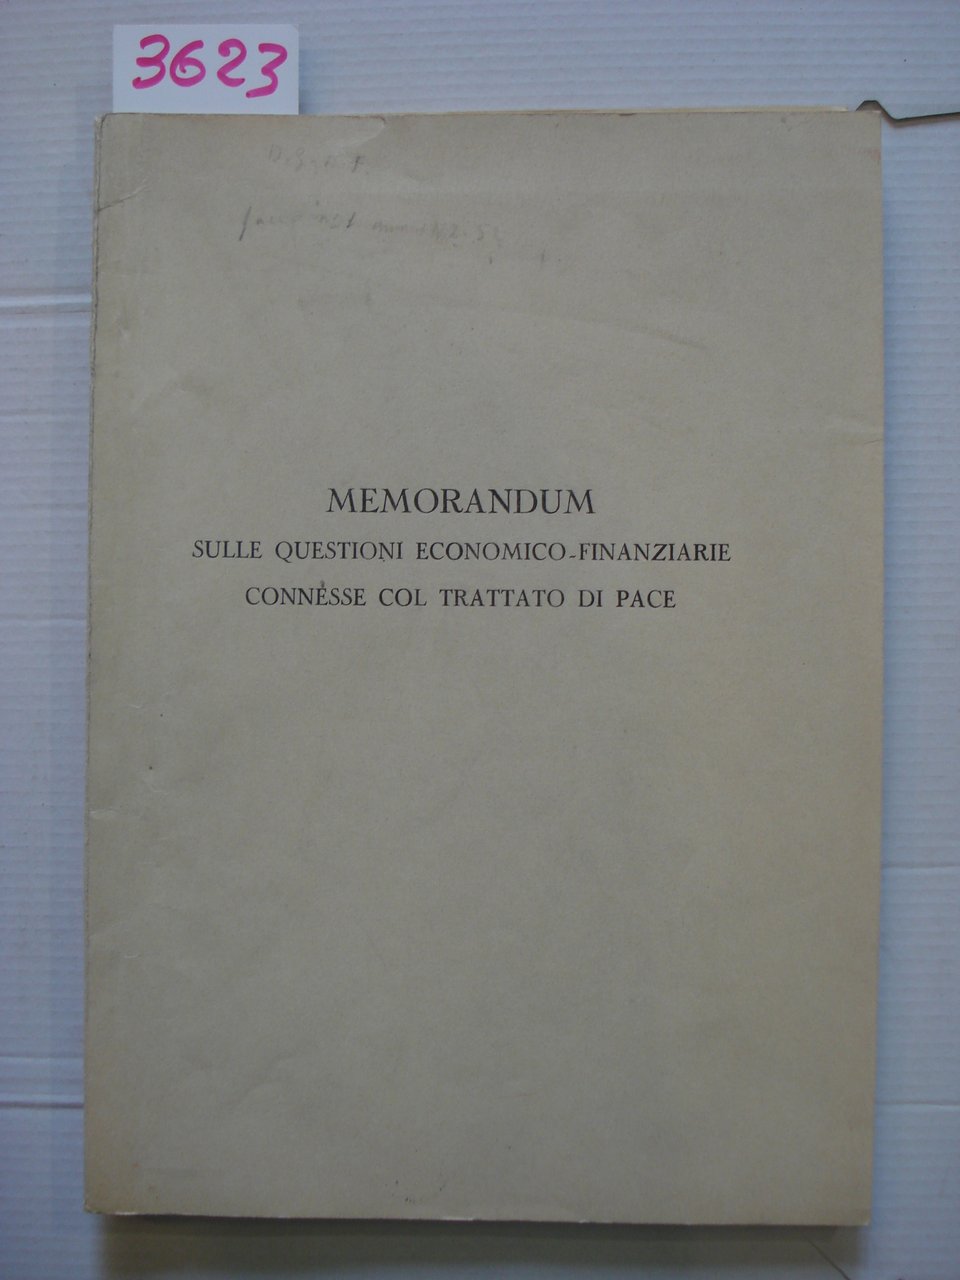 3623
MEMORANDUM
SULLE QUESTIONI ECONOMICO-FINANZIARIE
CONNESSE COL TRATTATO DI PACE